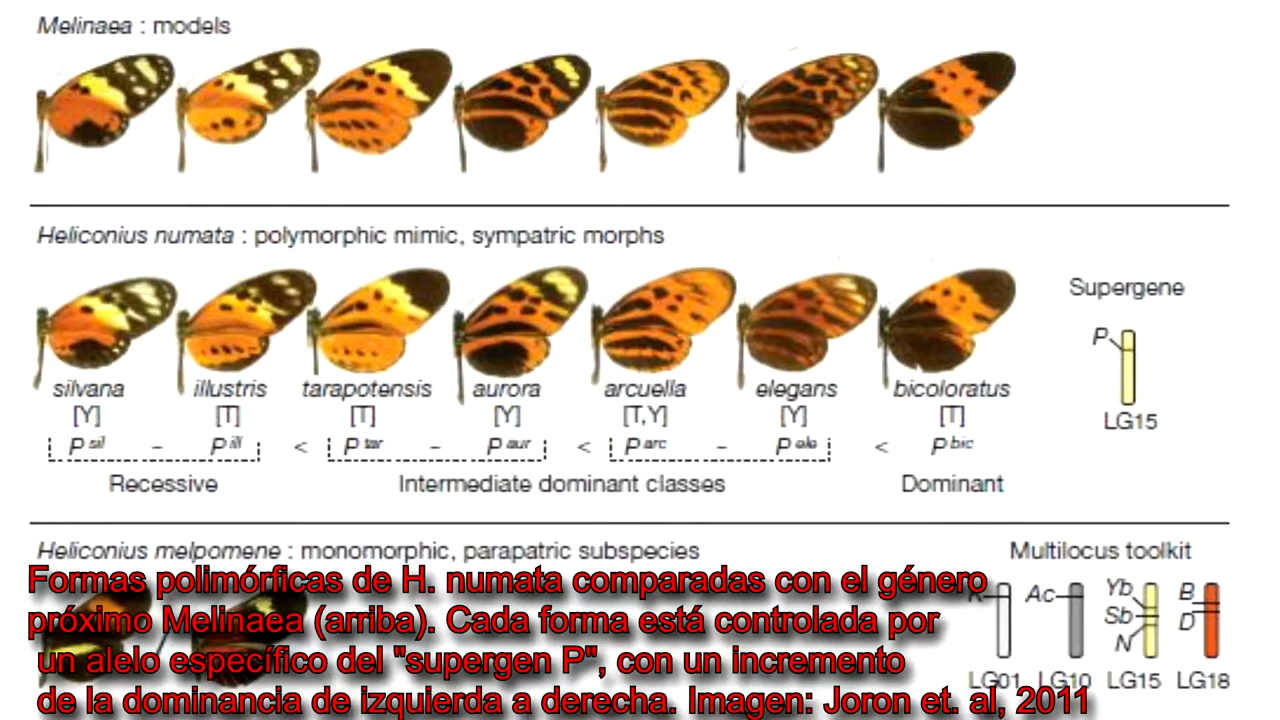 Melinaea : models
Heliconius numata : polymorphic mimic, sympatric morphs
Supergene
P
LG15
silvana illustris tarapotensis aurora arcuella elegans bicoloratus
[Y] [T] [T] [Y] [T,Y] [Y] [T]
P sil – P ill < P tar – P aur < P arc – P ele < P bic
Recessive Intermediate dominant classes Dominant
Heliconius melpomene : monomorphic, parapatric subspecies
Multilocus toolkit
Formas polimórficas de H. numata comparadas con el género
próximo Melinaea (arriba). Cada forma está controlada por
un alelo específico del "supergen P", con un incremento
de la dominancia de izquierda a derecha. Imagen: Joron et. al, 2011
K Ac Yb B
Sb D
N
LG01 LG10 LG15 LG18